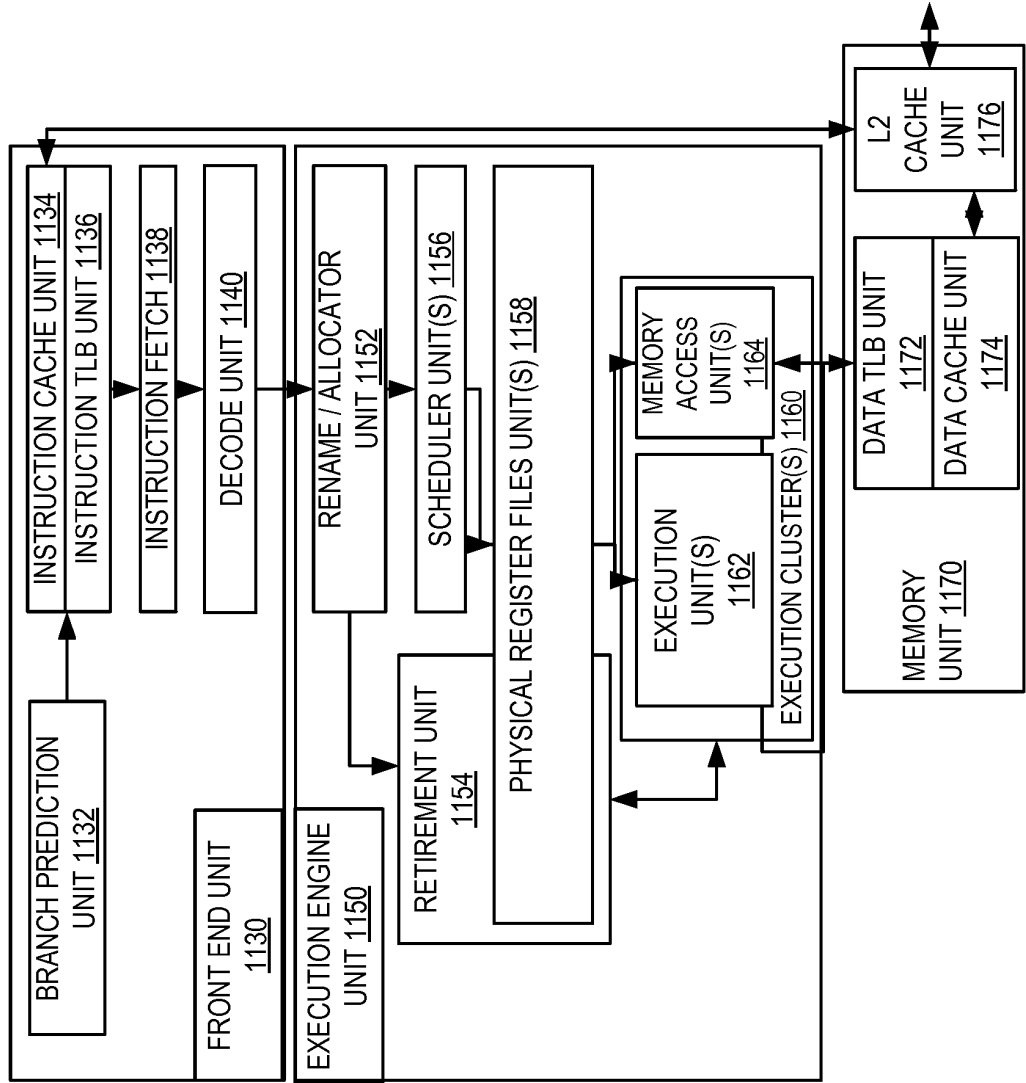 BRANCH PREDICTION
UNIT 1132
INSTRUCTION CACHE UNIT 1134
INSTRUCTION TLB UNIT 1136
INSTRUCTION FETCH 1138
DECODE UNIT 1140
FRONT END UNIT
1130
EXECUTION ENGINE
UNIT 1150
RENAME / ALLOCATOR
UNIT 1152
RETIREMENT UNIT
1154
SCHEDULER UNIT(S) 1156
PHYSICAL REGISTER FILES UNIT(S) 1158
EXECUTION
UNIT(S)
1162
MEMORY
ACCESS
UNIT(S)
1164
EXECUTION CLUSTER(S) 1160
MEMORY
UNIT 1170
DATA TLB UNIT
1172
DATA CACHE UNIT
1174
L2
CACHE
UNIT
1176